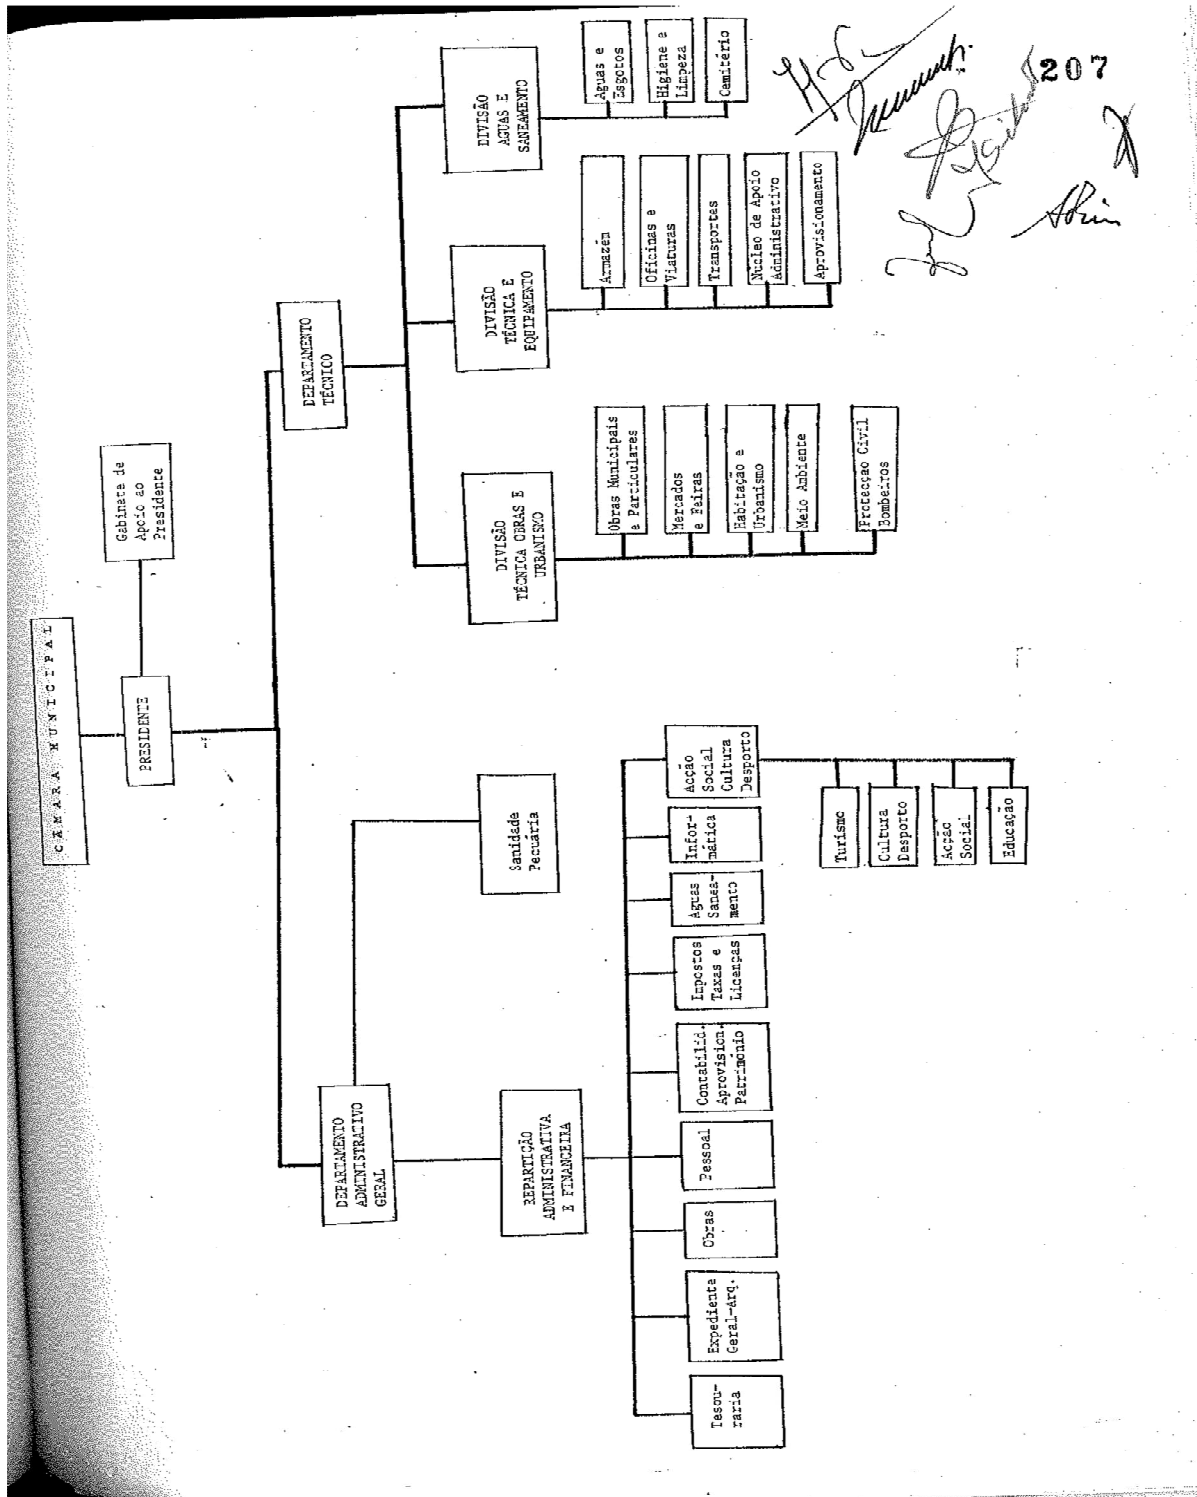 CÂMARA MUNICIPAL
PRESIDENTE
Gabinete de
Apoio ao
Presidente
DEPARTAMENTO
ADMINISTRATIVO
GERAL
DEPARTAMENTO
TÉCNICO
Sanidade
Pecuária
REPARTIÇÃO
ADMINISTRATIVA
E FINANCEIRA
DIVISÃO
TÉCNICA OBRAS E
URBANISMO
DIVISÃO
TÉCNICA E
EQUIPAMENTO
DIVISÃO
AGUAS E
SANEAMENTO
Tesou-
raria
Expediente
Geral-Arq.
Obras
Pessoal
Contabilid.
Aprovision.
Património
Impostos
Taxas e
Licenças
Aguas
Sanea-
mento
Infor-
mática
Acção
Social
Cultura
Desporto
Turismo
Cultura
Desporto
Acção
Social
Educação
Obras Municipais
e Particulares
Mercados
e Feiras
Habitação e
Urbanismo
Meio Ambiente
Protecção Civil
Bombeiros
Armazém
Oficinas e
Viaturas
Transportes
Núcleo de Apoio
Administrativo
Aprovisionamento
Aguas e
Esgotos
Higiene e
Limpeza
Cemitério
207